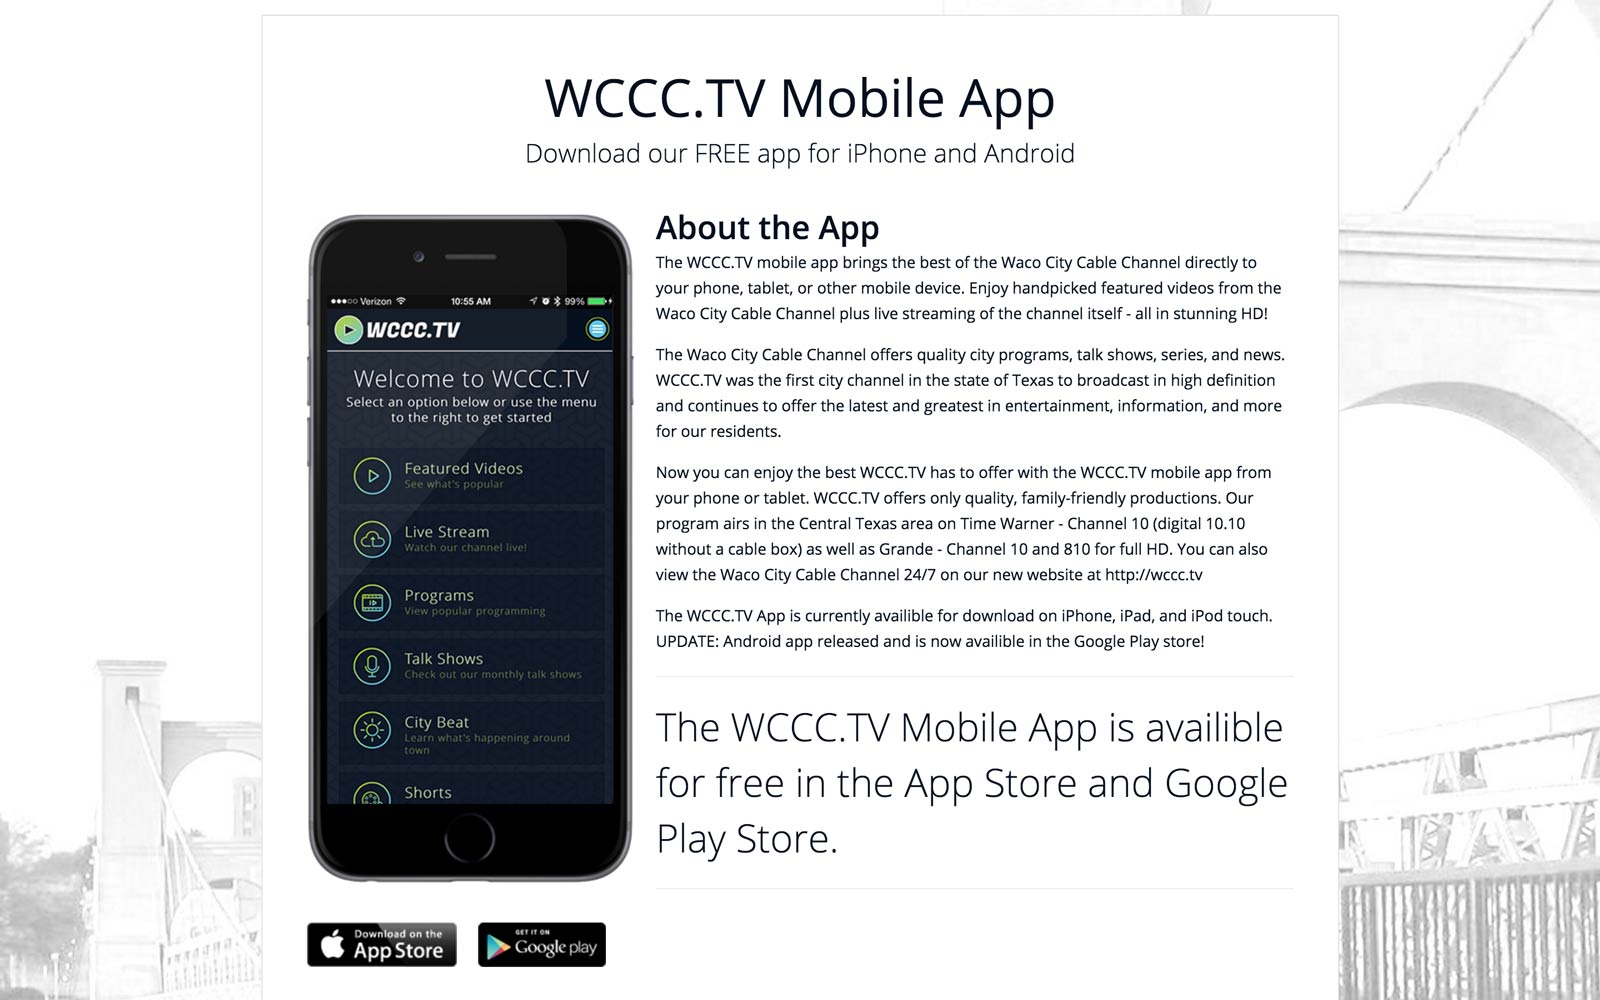 WCCC.TV Mobile App
Download our FREE app for iPhone and Android
Verizon 10:55 AM 99%
WCCC.TV
Welcome to WCCC.TV
Select an option below or use the menu
to the right to get started
Featured Videos
See what's popular
Live Stream
Watch our channel live!
Programs
View popular programming
Talk Shows
Check out our monthly talk shows
City Beat
Learn what's happening around
town
Shorts
Download on the
App Store
GET IT ON
Google play
About the App
The WCCC.TV mobile app brings the best of the Waco City Cable Channel directly to
your phone, tablet, or other mobile device. Enjoy handpicked featured videos from the
Waco City Cable Channel plus live streaming of the channel itself - all in stunning HD!
The Waco City Cable Channel offers quality city programs, talk shows, series, and news.
WCCC.TV was the first city channel in the state of Texas to broadcast in high definition
and continues to offer the latest and greatest in entertainment, information, and more
for our residents.
Now you can enjoy the best WCCC.TV has to offer with the WCCC.TV mobile app from
your phone or tablet. WCCC.TV offers only quality, family-friendly productions. Our
program airs in the Central Texas area on Time Warner - Channel 10 (digital 10.10
without a cable box) as well as Grande - Channel 10 and 810 for full HD. You can also
view the Waco City Cable Channel 24/7 on our new website at http://wccc.tv
The WCCC.TV App is currently availible for download on iPhone, iPad, and iPod touch.
UPDATE: Android app released and is now availible in the Google Play store!
The WCCC.TV Mobile App is availible
for free in the App Store and Google
Play Store.